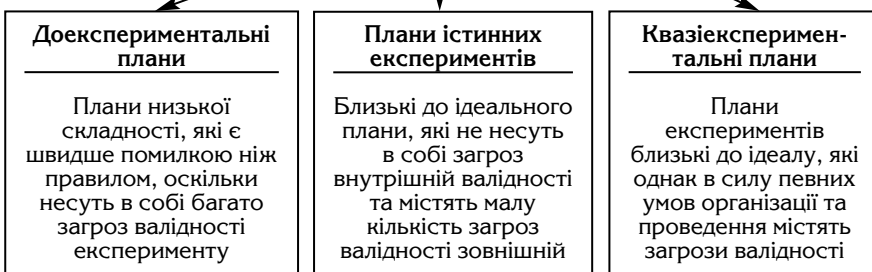 Доекспериментальні
плани
Плани низької
складності, які є
швидше помилкою ніж
правилом, оскільки
несуть в собі багато
загроз валідності
експерименту
Плани істинних
експериментів
Близькі до ідеального
плани, які не несуть
в собі загроз
внутрішній валідності
та містять малу
кількість загроз
валідності зовнішній
Квазіексперимен-
тальні плани
Плани
експериментів
близькі до ідеалу, які
однак в силу певних
умов організації та
проведення містять
загрози валідності